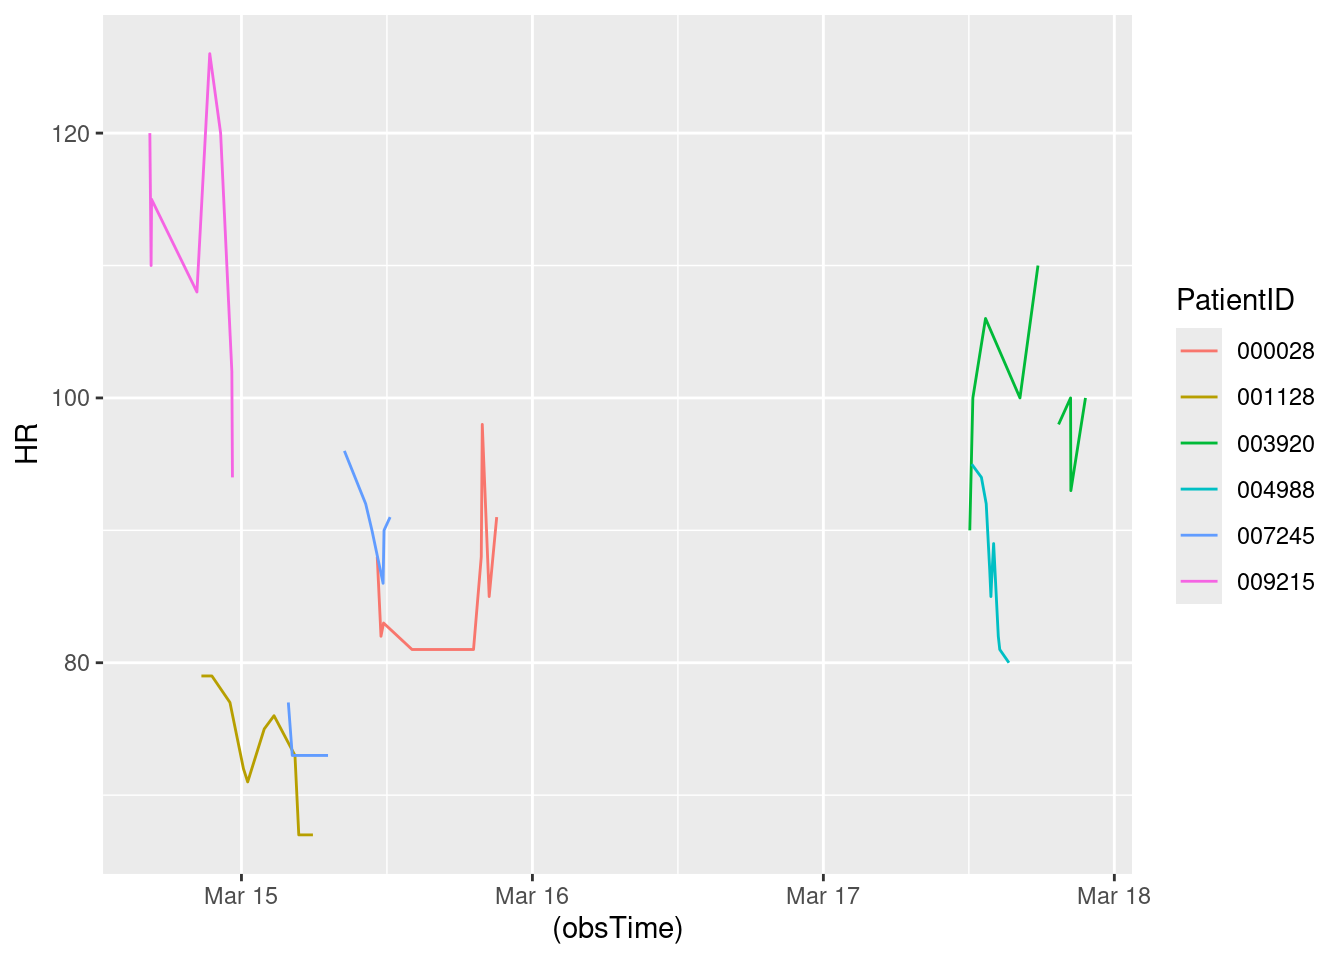 120
100
80
HR
Mar 15
Mar 16
Mar 17
Mar 18
(obsTime)
PatientID
000028
001128
003920
004988
007245
009215